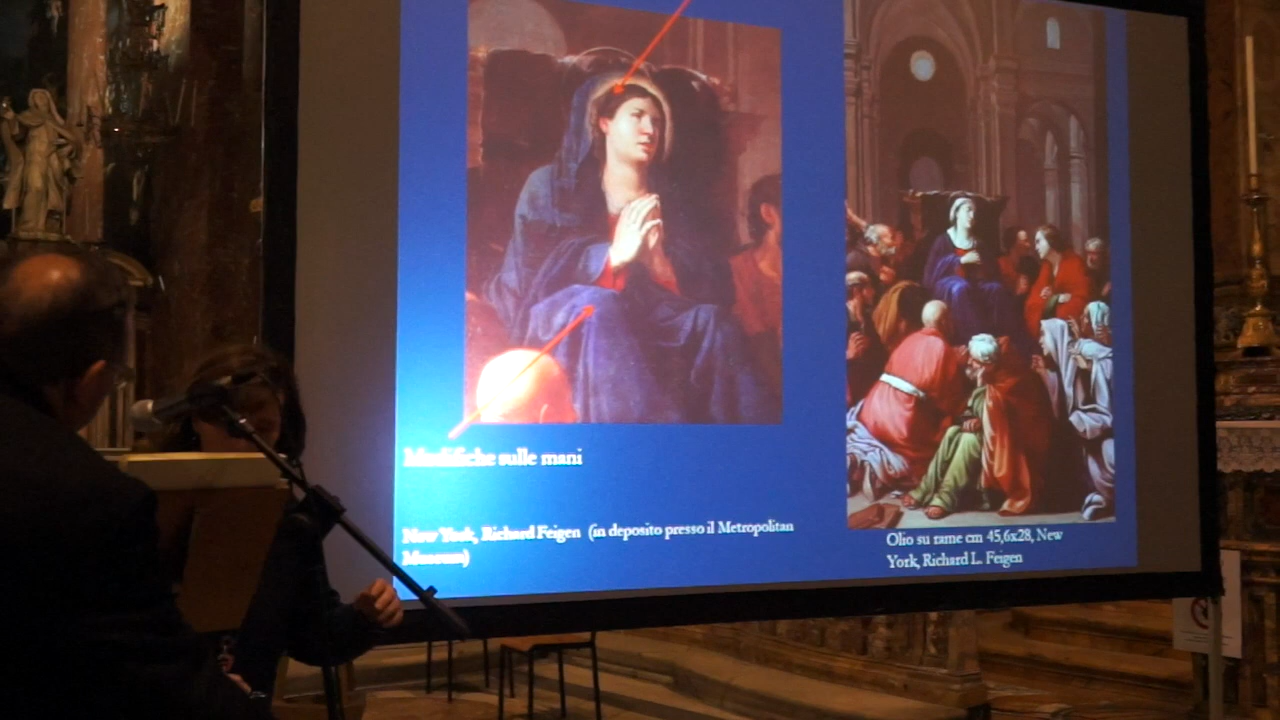 Modifiche sulle mani
New York, Richard Feigen (in deposito presso il Metropolitan
Museum)
Olio su rame cm 45,6x28, New
York, Richard L. Feigen